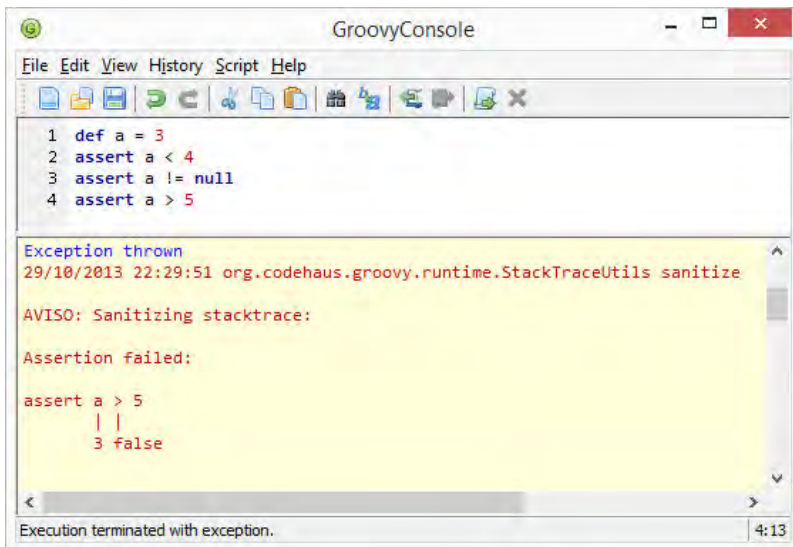 GroovyConsole
File Edit View History Script Help
1 def a = 3
2 assert a < 4
3 assert a != null
4 assert a > 5
Exception thrown
29/10/2013 22:29:51 org.codehaus.groovy.runtime.StackTraceUtils sanitize
AVISO: Sanitizing stacktrace:
Assertion failed:
assert a > 5
| |
3 false
Execution terminated with exception.
4:13